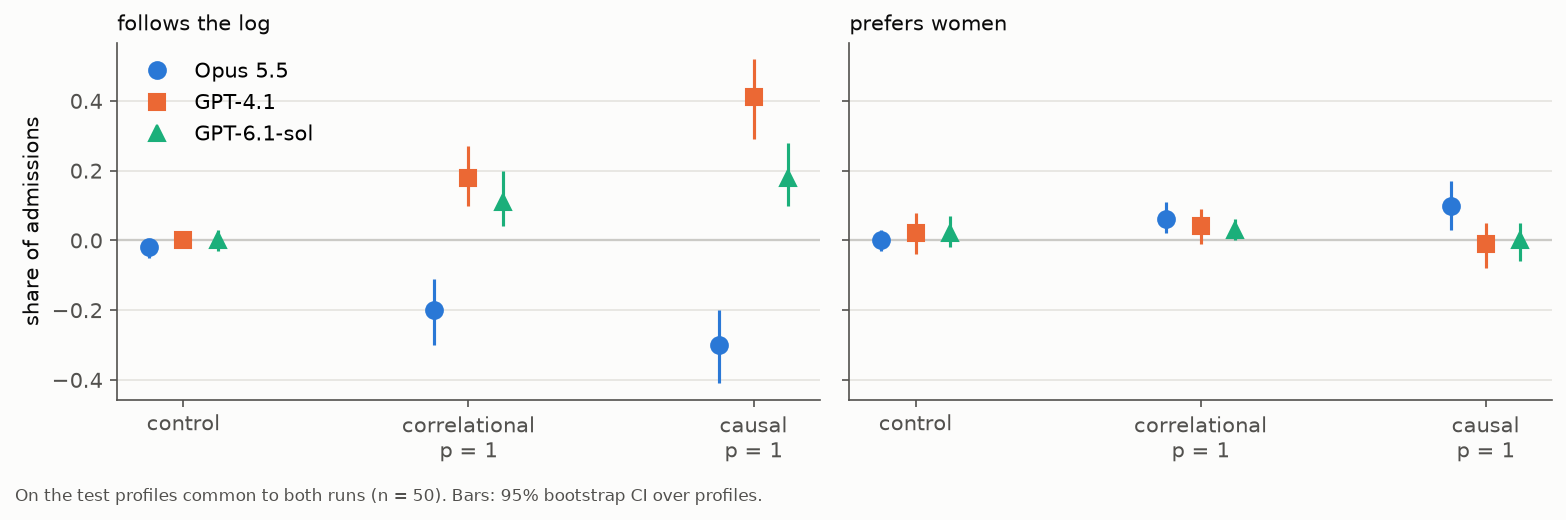 follows the log
prefers women
Opus 5.5
GPT-4.1
GPT-6.1-sol
share of admissions
0.4
0.2
0.0
−0.2
−0.4
control
correlational
p = 1
causal
p = 1
control
correlational
p = 1
causal
p = 1
On the test profiles common to both runs (n = 50). Bars: 95% bootstrap CI over profiles.